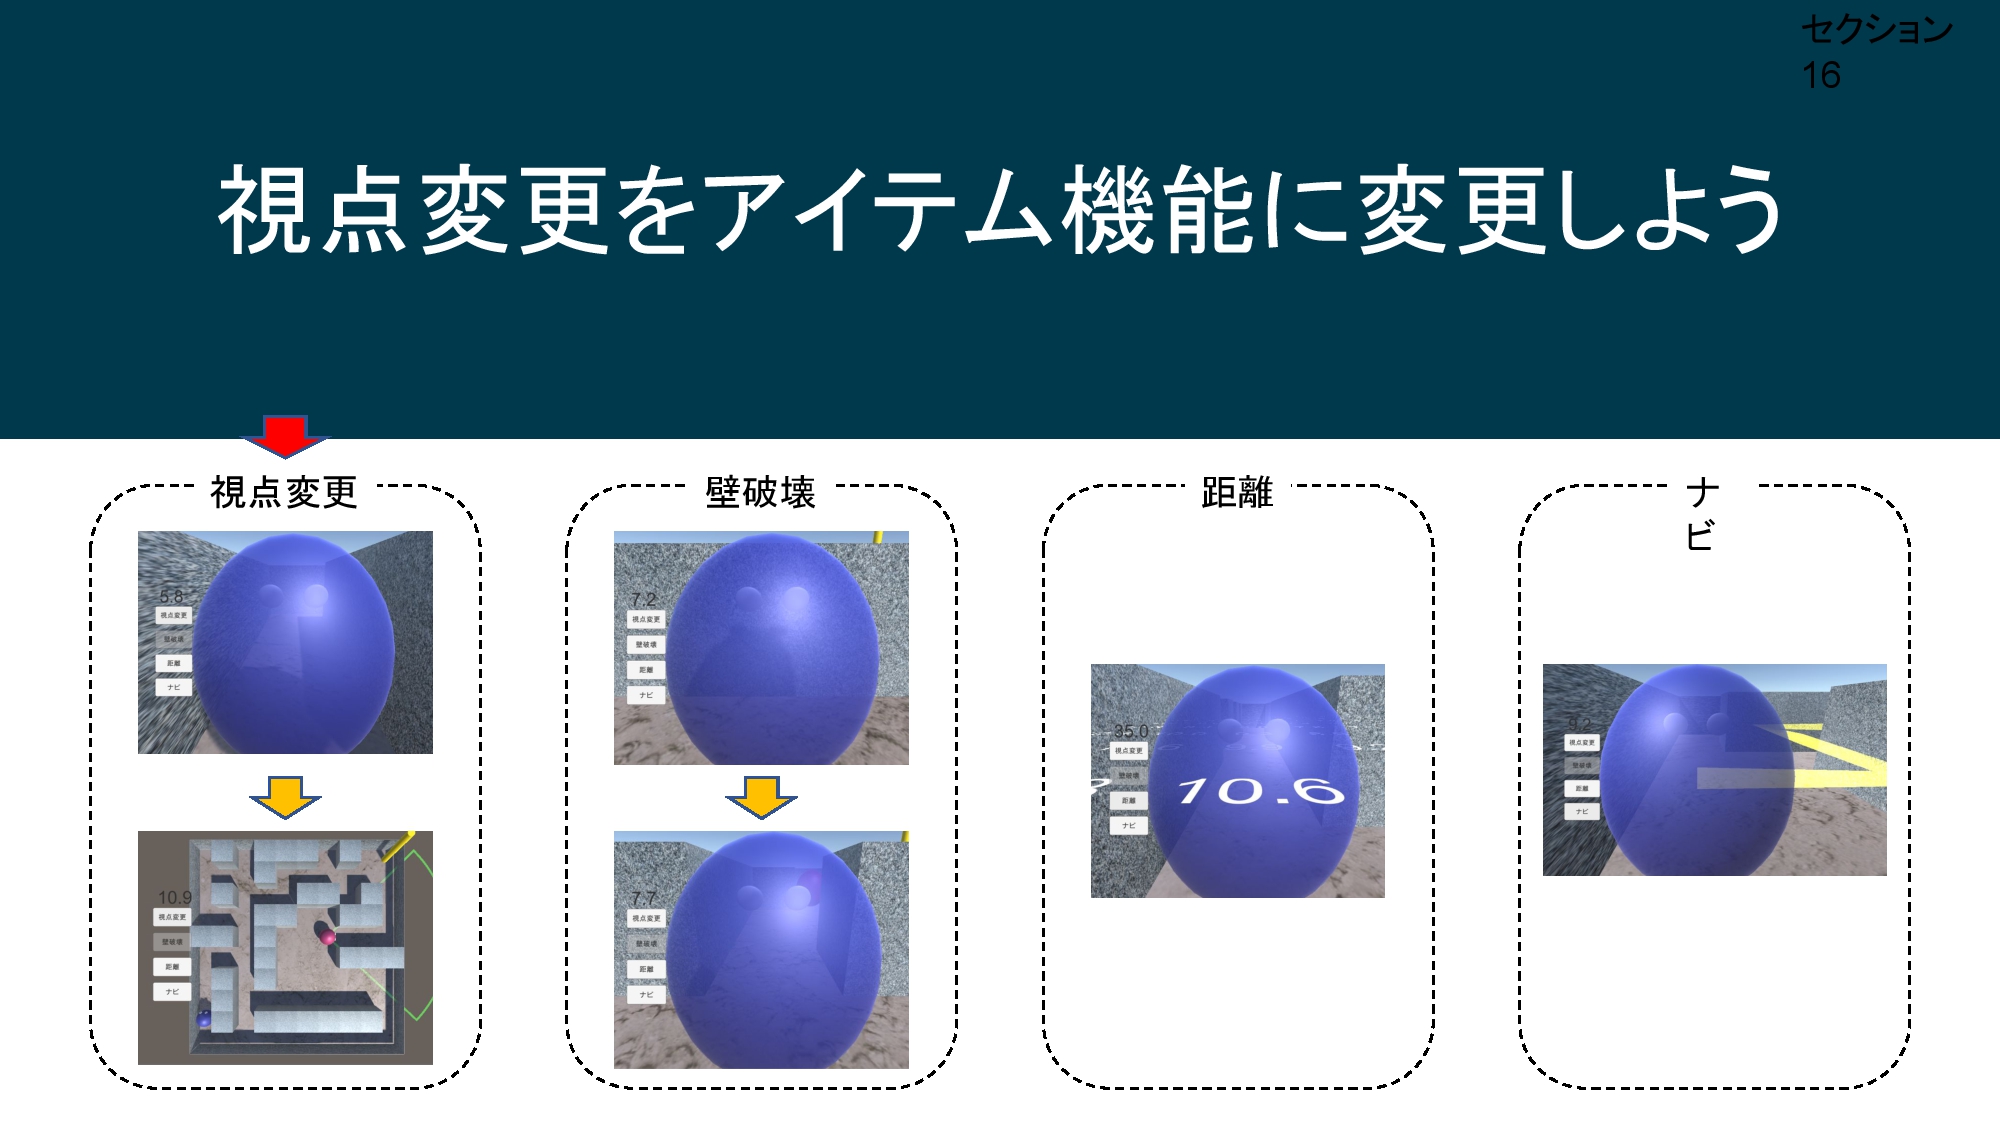 セクション
16
視点変更をアイテム機能に変更しよう
視点変更
5.8
視点変更
壁破壊
距離
ナビ
10.9
視点変更
壁破壊
距離
ナビ
壁破壊
7.2
視点変更
壁破壊
距離
ナビ
7.7
視点変更
壁破壊
距離
ナビ
距離
35.0
視点変更
壁破壊
距離
ナビ
10.6
ナ
ビ
9.2
視点変更
壁破壊
距離
ナビ